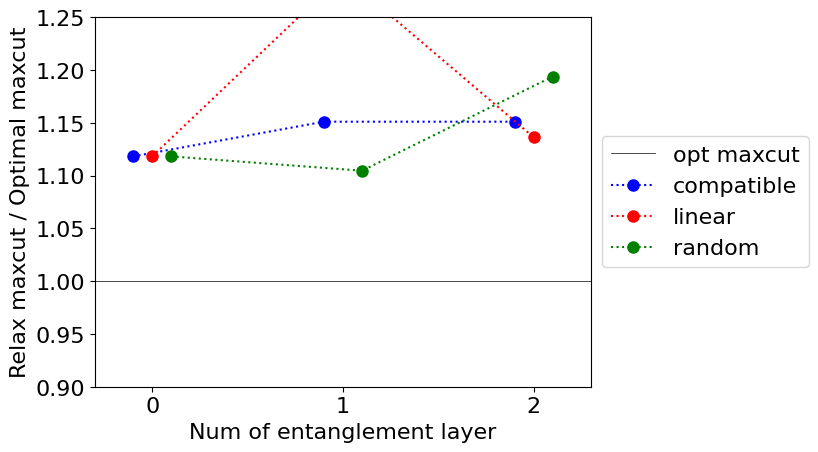 Relax maxcut / Optimal maxcut
1.25
1.20
1.15
1.10
1.05
1.00
0.95
0.90
0
1
2
Num of entanglement layer
opt maxcut
compatible
linear
random